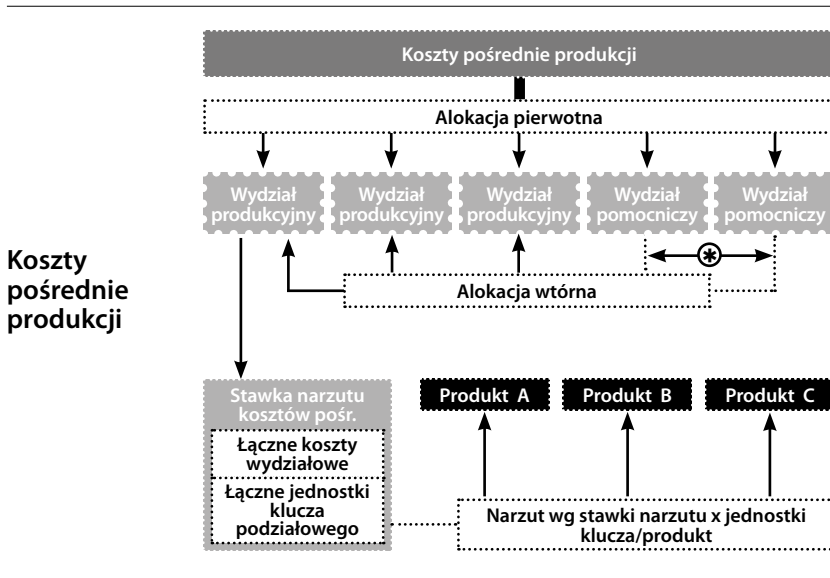 Koszty pośrednie produkcji
Alokacja pierwotna
Wydział
produkcyjny
Wydział
produkcyjny
Wydział
produkcyjny
Wydział
pomocniczy
Wydział
pomocniczy
Koszty
pośrednie
produkcji
Alokacja wtórna
Stawka narzutu
kosztów pośr.
Łączne koszty
wydziałowe
Łączne jednostki
klucza
podziałowego
Produkt A
Produkt B
Produkt C
Narzut wg stawki narzutu x jednostki
klucza/produkt